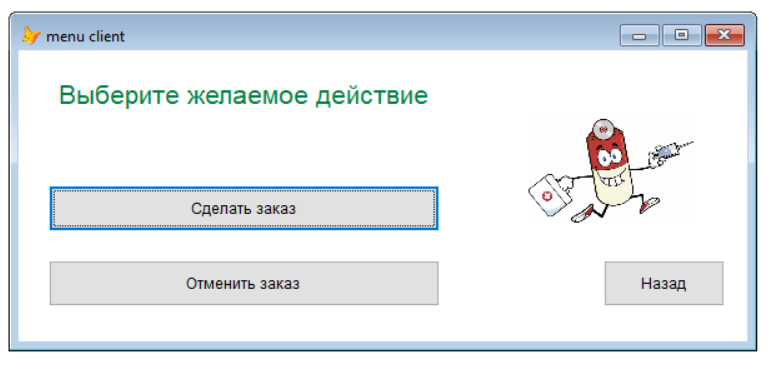 menu client
Выберите желаемое действие
Сделать заказ
Отменить заказ
Назад